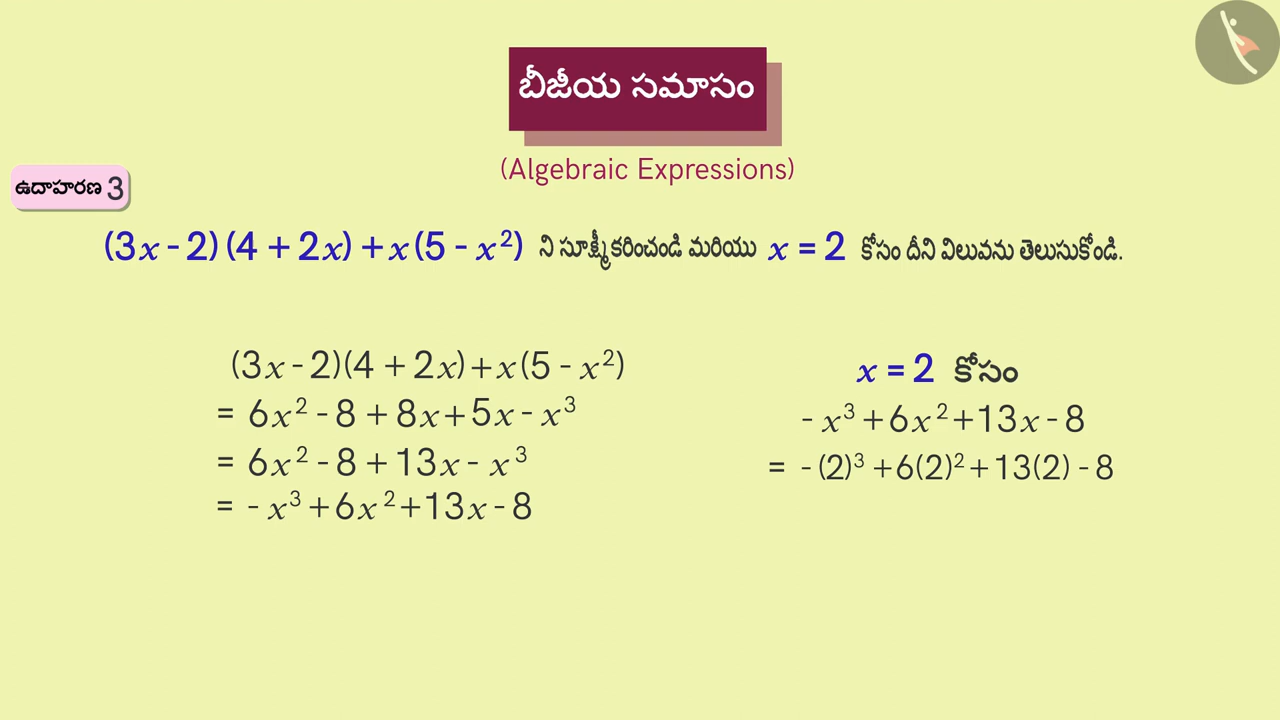 బీజీయ సమాసం
(Algebraic Expressions)
ఉదాహరణ 3
(3x - 2) (4 + 2x) + x (5 - x²) ని సూక్ష్మీకరించండి మరియు x = 2 కోసం దీని విలువను తెలుసుకోండి.
(3x - 2)(4 + 2x) + x (5 - x²)
= 6x² - 8 + 8x + 5x - x³
= 6x² - 8 + 13x - x³
= - x³ + 6x² + 13x - 8
x = 2 కోసం
- x³ + 6x² + 13x - 8
= - (2)³ + 6(2)² + 13(2) - 8